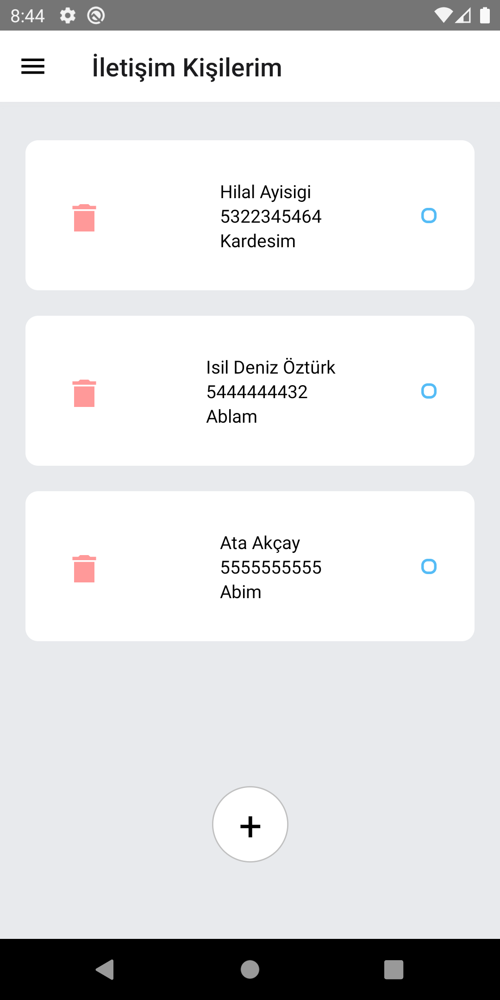 8:44
İletişim Kişilerim
Hilal Ayisigi
5322345464
Kardesim
Isil Deniz Öztürk
5444444432
Ablam
Ata Akçay
5555555555
Abim
+